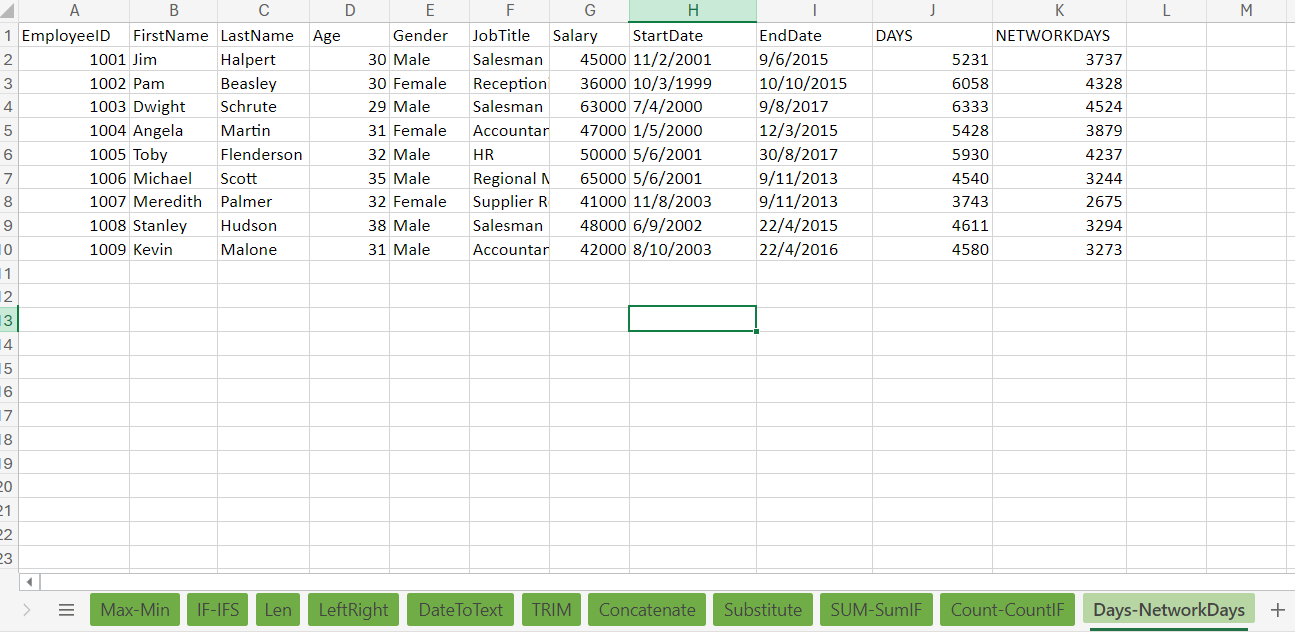 A B C D E F G H I J K L M
1 EmployeeID FirstName LastName Age Gender JobTitle Salary StartDate EndDate DAYS NETWORKDAYS
2 1001 Jim Halpert 30 Male Salesman 45000 11/2/2001 9/6/2015 5231 3737
3 1002 Pam Beasley 30 Female Receptioni 36000 10/3/1999 10/10/2015 6058 4328
4 1003 Dwight Schrute 29 Male Salesman 63000 7/4/2000 9/8/2017 6333 4524
5 1004 Angela Martin 31 Female Accountan 47000 1/5/2000 12/3/2015 5428 3879
6 1005 Toby Flenderson 32 Male HR 50000 5/6/2001 30/8/2017 5930 4237
7 1006 Michael Scott 35 Male Regional M 65000 5/6/2001 9/11/2013 4540 3244
8 1007 Meredith Palmer 32 Female Supplier Re 41000 11/8/2003 9/11/2013 3743 2675
9 1008 Stanley Hudson 38 Male Salesman 48000 6/9/2002 22/4/2015 4611 3294
10 1009 Kevin Malone 31 Male Accountan 42000 8/10/2003 22/4/2016 4580 3273
11
12
13
14
15
16
17
18
19
20
21
22
23
Max-Min IF-IFS Len LeftRight DateToText TRIM Concatenate Substitute SUM-SumIF Count-CountIF Days-NetworkDays